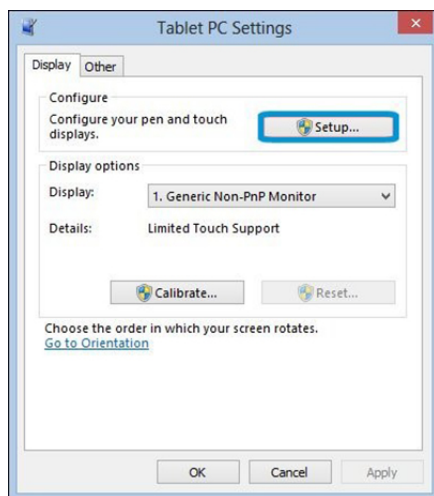 Tablet PC Settings
Display Other
Configure
Configure your pen and touch
displays.
Setup...
Display options
Display: 1. Generic Non-PnP Monitor
Details: Limited Touch Support
Calibrate... Reset...
Choose the order in which your screen rotates.
Go to Orientation
OK Cancel Apply